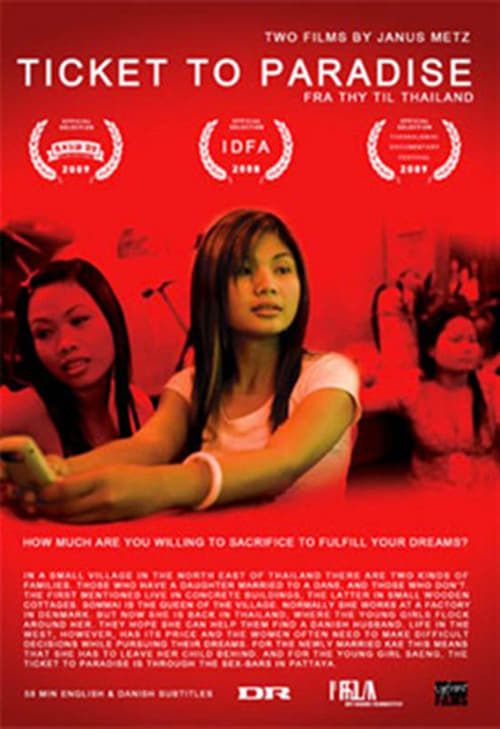 TWO FILMS BY JANUS METZ
TICKET TO PARADISE
FRA THY TIL THAILAND
OFFICIAL
SELECTION
2009
OFFICIAL
SELECTION
IDFA
2008
OFFICIAL
SELECTION
THESSALONIKI
DOCUMENTARY
FESTIVAL
2009
HOW MUCH ARE YOU WILLING TO SACRIFICE TO FULFILL YOUR DREAMS?
IN A SMALL VILLAGE IN THE NORTH EAST OF THAILAND THERE ARE TWO KINDS OF
FAMILIES. THOSE WHO HAVE A DAUGHTER MARRIED TO A DANE, AND THOSE WHO DON'T.
THE FIRST MENTIONED LIVE IN CONCRETE BUILDINGS, THE LATTER IN SMALL WOODEN
COTTAGES. SOMMAI IS THE QUEEN OF THE VILLAGE. NORMALLY SHE WORKS AT A FACTORY
IN DENMARK, BUT NOW SHE IS BACK IN THAILAND, WHERE THE YOUNG GIRLS FLOCK
AROUND HER. THEY HOPE SHE CAN HELP THEM FIND A DANISH HUSBAND. LIFE IN THE
WEST, HOWEVER, HAS ITS PRICE AND THE WOMEN OFTEN NEED TO MAKE DIFFICULT
DECISIONS WHILE PURSUING THEIR DREAMS. FOR THE NEWLY MARRIED KAE THIS MEANS
THAT SHE HAS TO LEAVE HER CHILD BEHIND. AND FOR THE YOUNG GIRL SAENG, THE
TICKET TO PARADISE IS THROUGH THE SEX-BARS IN PATTAYA.
58 MIN ENGLISH & DANISH SUBTITLES
DR
FILMS